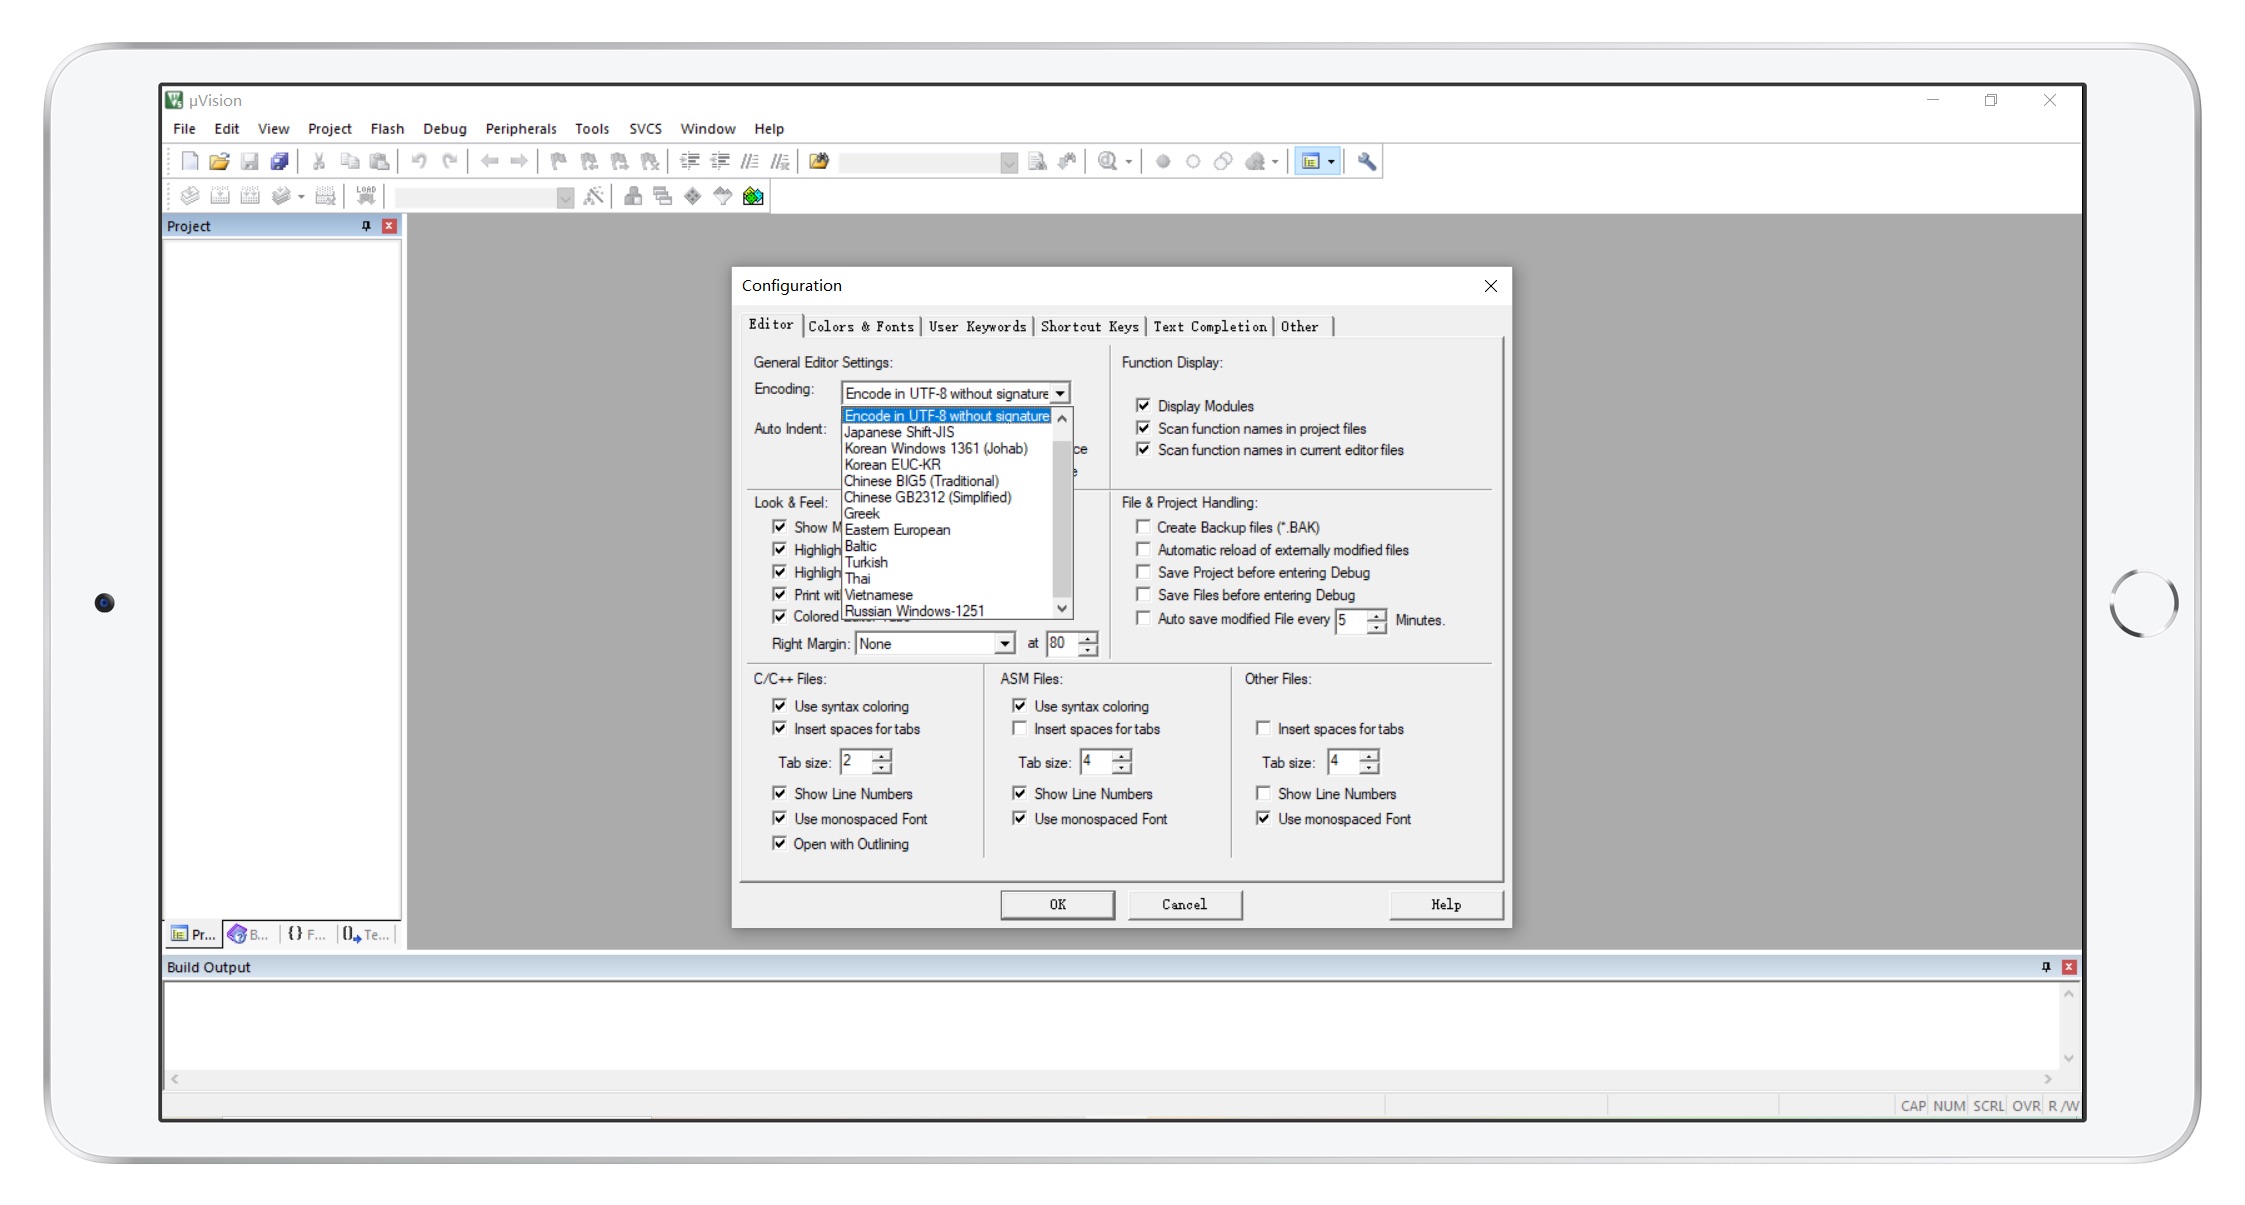 μVision
File Edit View Project Flash Debug Peripherals Tools SVCS Window Help
LOAD
Project
Configuration
Editor Colors & Fonts User Keywords Shortcut Keys Text Completion Other
General Editor Settings:
Encoding: Encode in UTF-8 without signature
Encode in UTF-8 without signature
Japanese Shift-JIS
Korean Windows 1361 (Johab)
Korean EUC-KR
Chinese BIG5 (Traditional)
Chinese GB2312 (Simplified)
Greek
Eastern European
Baltic
Turkish
Thai
Vietnamese
Russian Windows-1251
Auto Indent:
Function Display:
Display Modules
Scan function names in project files
Scan function names in current editor files
Look & Feel:
Show M
Highligh
Highligh
Print wit
Colored
Right Margin: None at 80
File & Project Handling:
Create Backup files (*.BAK)
Automatic reload of externally modified files
Save Project before entering Debug
Save Files before entering Debug
Auto save modified File every 5 Minutes.
C/C++ Files:
Use syntax coloring
Insert spaces for tabs
Tab size: 2
Show Line Numbers
Use monospaced Font
Open with Outlining
ASM Files:
Use syntax coloring
Insert spaces for tabs
Tab size: 4
Show Line Numbers
Use monospaced Font
Other Files:
Insert spaces for tabs
Tab size: 4
Show Line Numbers
Use monospaced Font
OK Cancel Help
Pr... B... {} F... 0 Te...
Build Output
CAP NUM SCRL OVR R/W